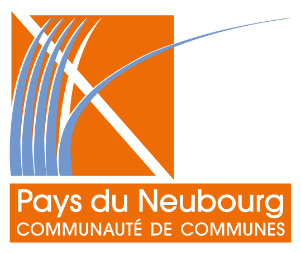 Pays du Neubourg
COMMUNAUTÉ DE COMMUNES